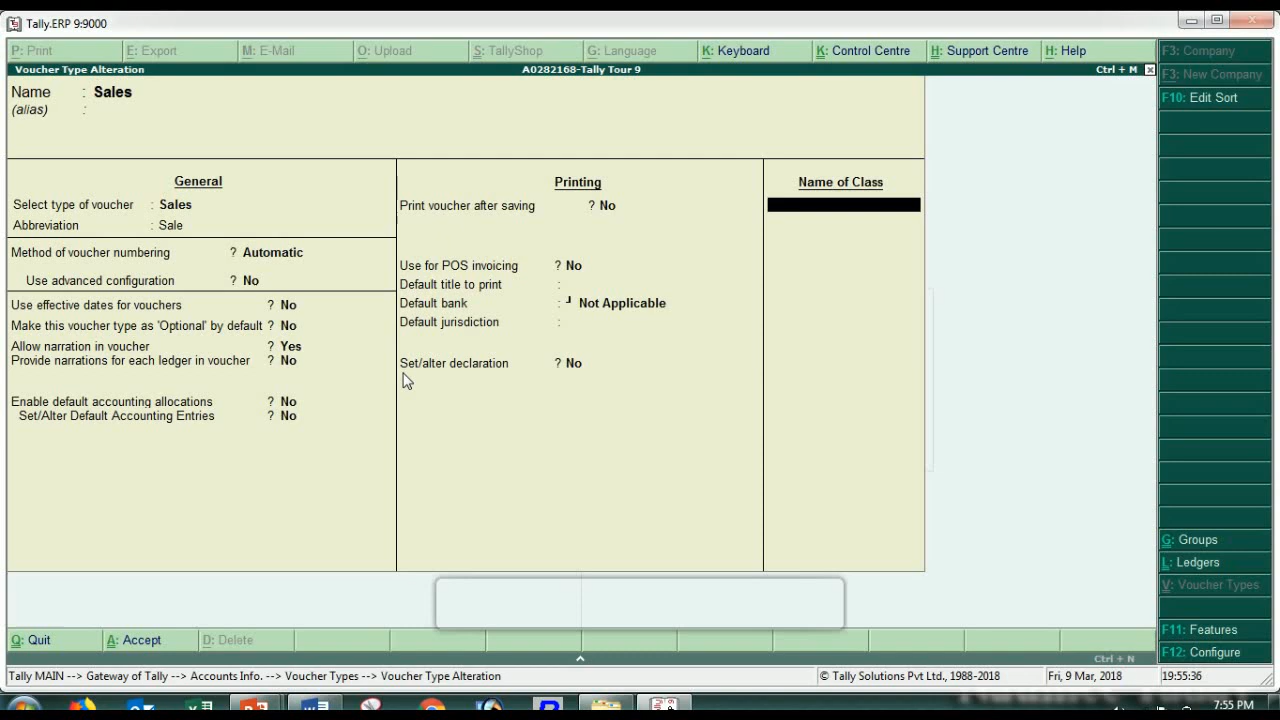 Tally.ERP 9:9000
P: Print E: Export M: E-Mail O: Upload S: TallyShop G: Language K: Keyboard K: Control Centre H: Support Centre H: Help
Voucher Type Alteration A0282168-Tally Tour 9 Ctrl + M
Name : Sales
(alias) :
General
Select type of voucher : Sales
Abbreviation : Sale
Method of voucher numbering ? Automatic
Use advanced configuration ? No
Use effective dates for vouchers ? No
Make this voucher type as 'Optional' by default ? No
Allow narration in voucher ? Yes
Provide narrations for each ledger in voucher ? No
Enable default accounting allocations ? No
Set/Alter Default Accounting Entries ? No
Printing
Print voucher after saving ? No
Use for POS invoicing ? No
Default title to print :
Default bank : ┘ Not Applicable
Default jurisdiction :
Set/alter declaration ? No
Name of Class
F3: Company
F3: New Company
F10: Edit Sort
G: Groups
L: Ledgers
V: Voucher Types
F11: Features
F12: Configure
Q: Quit A: Accept D: Delete
Ctrl + N
Tally MAIN --> Gateway of Tally --> Accounts Info. --> Voucher Types --> Voucher Type Alteration © Tally Solutions Pvt Ltd., 1988-2018 Fri, 9 Mar, 2018 19:55:36
7:55 PM